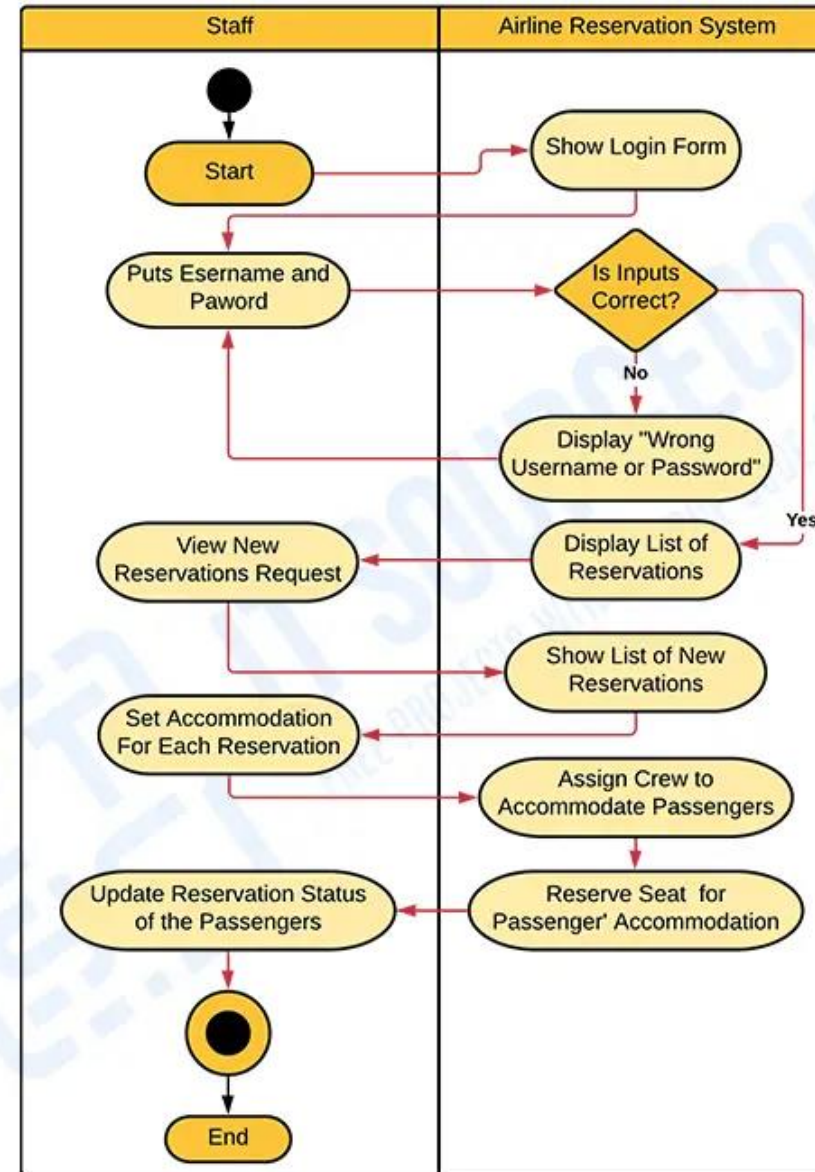 Staff
Airline Reservation System
Start
Show Login Form
Puts Esername and
Paword
Is Inputs
Correct?
No
Yes
Display "Wrong
Username or Password"
Display List of
Reservations
View New
Reservations Request
Show List of New
Reservations
Set Accommodation
For Each Reservation
Assign Crew to
Accommodate Passengers
Reserve Seat for
Passenger' Accommodation
Update Reservation Status
of the Passengers
End